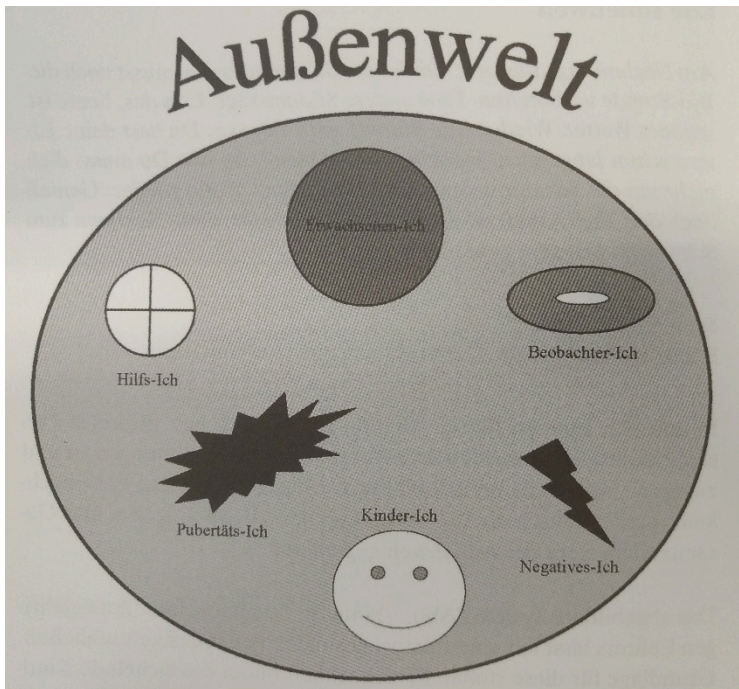 Außenwelt
Erwachsenen-Ich
Beobachter-Ich
Hilfs-Ich
Kinder-Ich
Pubertäts-Ich
Negatives-Ich